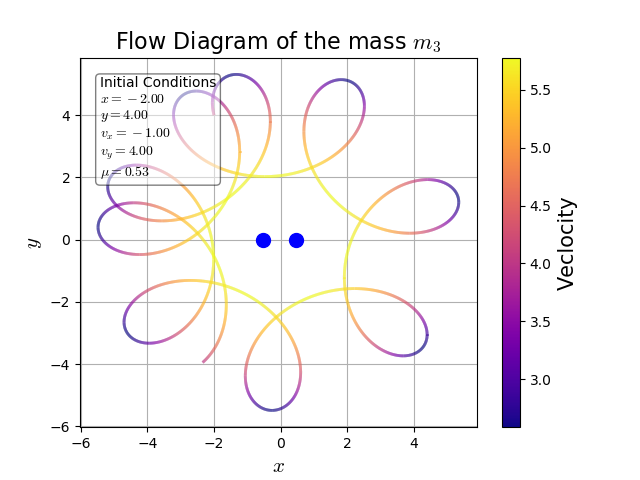 Flow Diagram of the mass m₃
Initial Conditions
x = −2.00
y = 4.00
vₓ = −1.00
v_y = 4.00
μ = 0.53
4
2
0
−2
−4
−6
y
−6 −4 −2 0 2 4
x
5.5
5.0
4.5
4.0
3.5
3.0
Veclocity